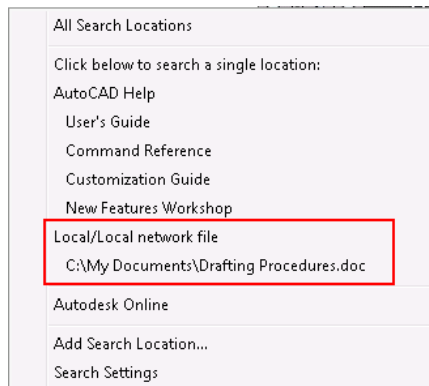 All Search Locations
Click below to search a single location:
AutoCAD Help
User's Guide
Command Reference
Customization Guide
New Features Workshop
Local/Local network file
C:\My Documents\Drafting Procedures.doc
Autodesk Online
Add Search Location...
Search Settings